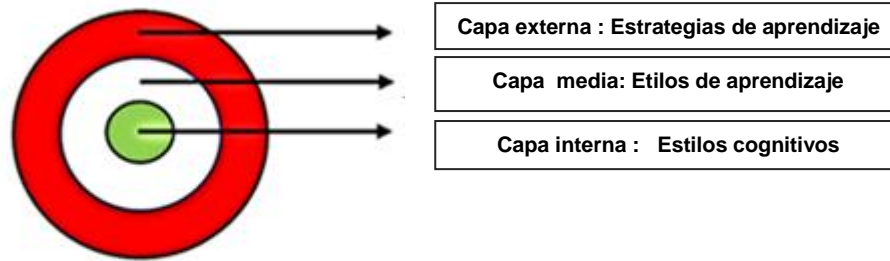 Capa externa : Estrategias de aprendizaje
Capa media: Etilos de aprendizaje
Capa interna : Estilos cognitivos